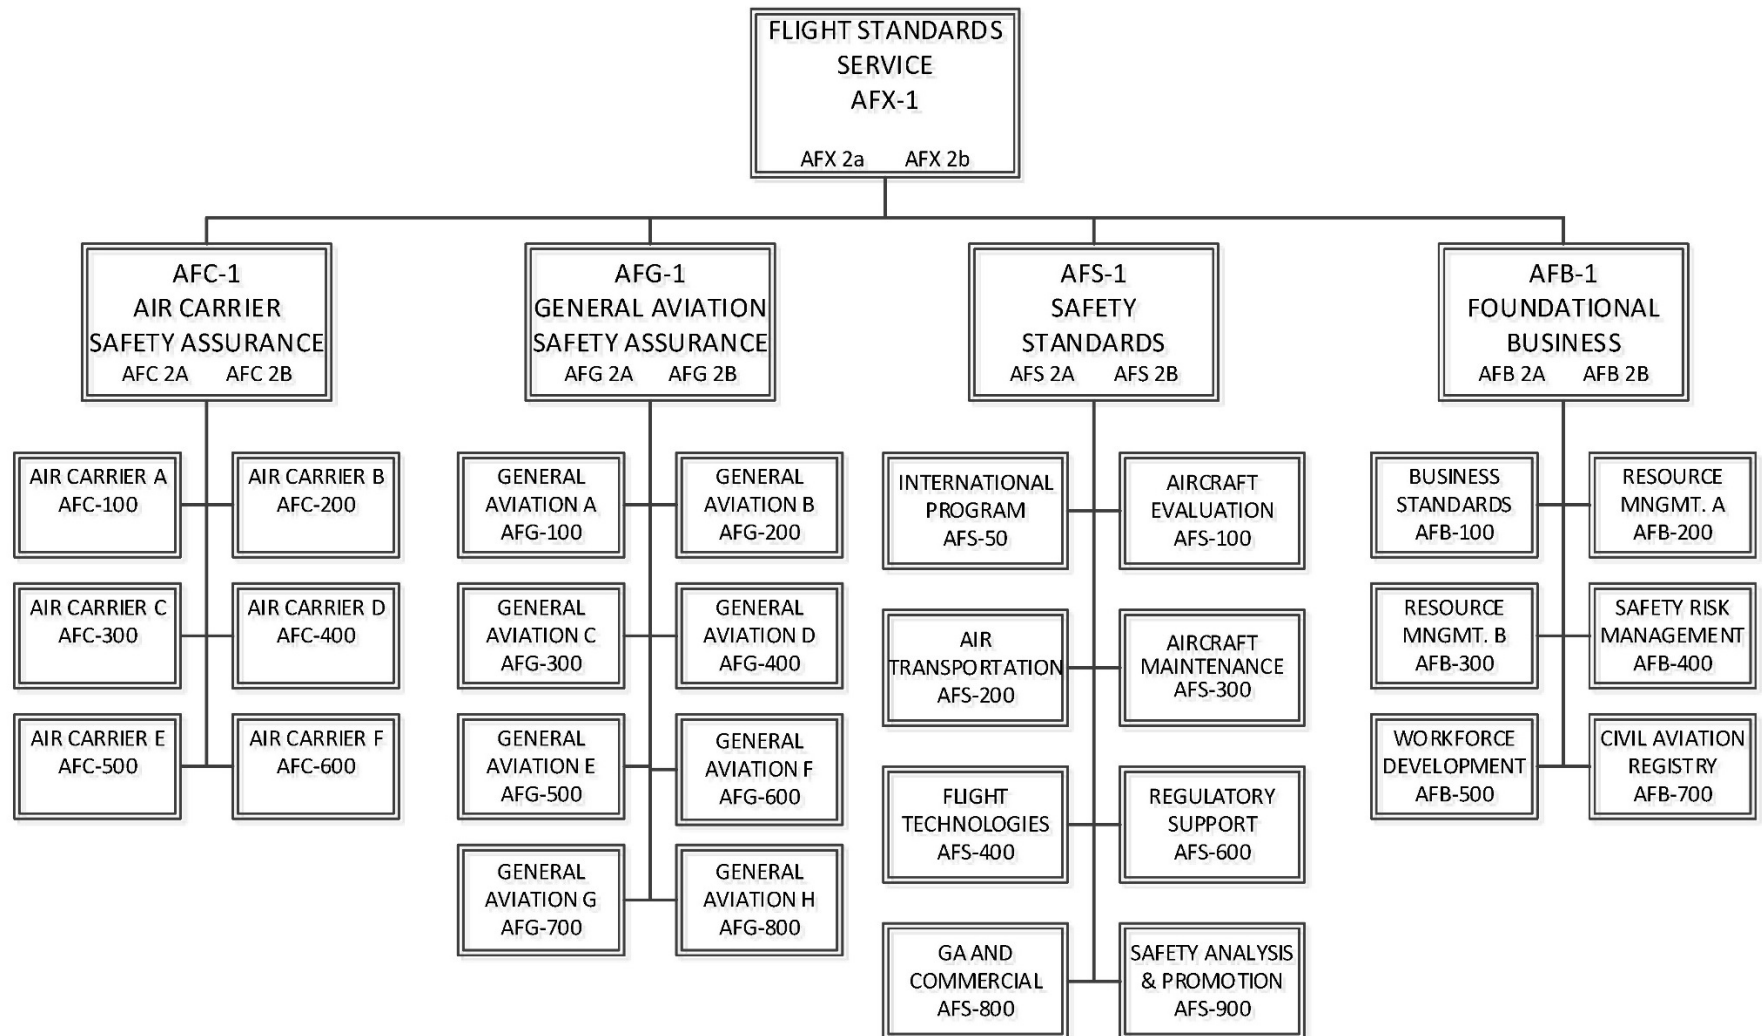 FLIGHT STANDARDS
SERVICE
AFX-1
AFX 2a AFX 2b
AFC-1
AIR CARRIER
SAFETY ASSURANCE
AFC 2A AFC 2B
AFG-1
GENERAL AVIATION
SAFETY ASSURANCE
AFG 2A AFG 2B
AFS-1
SAFETY
STANDARDS
AFS 2A AFS 2B
AFB-1
FOUNDATIONAL
BUSINESS
AFB 2A AFB 2B
AIR CARRIER A
AFC-100
AIR CARRIER B
AFC-200
AIR CARRIER C
AFC-300
AIR CARRIER D
AFC-400
AIR CARRIER E
AFC-500
AIR CARRIER F
AFC-600
GENERAL
AVIATION A
AFG-100
GENERAL
AVIATION B
AFG-200
GENERAL
AVIATION C
AFG-300
GENERAL
AVIATION D
AFG-400
GENERAL
AVIATION E
AFG-500
GENERAL
AVIATION F
AFG-600
GENERAL
AVIATION G
AFG-700
GENERAL
AVIATION H
AFG-800
INTERNATIONAL
PROGRAM
AFS-50
AIRCRAFT
EVALUATION
AFS-100
AIR
TRANSPORTATION
AFS-200
AIRCRAFT
MAINTENANCE
AFS-300
FLIGHT
TECHNOLOGIES
AFS-400
REGULATORY
SUPPORT
AFS-600
GA AND
COMMERCIAL
AFS-800
SAFETY ANALYSIS
& PROMOTION
AFS-900
BUSINESS
STANDARDS
AFB-100
RESOURCE
MNGMT. A
AFB-200
RESOURCE
MNGMT. B
AFB-300
SAFETY RISK
MANAGEMENT
AFB-400
WORKFORCE
DEVELOPMENT
AFB-500
CIVIL AVIATION
REGISTRY
AFB-700